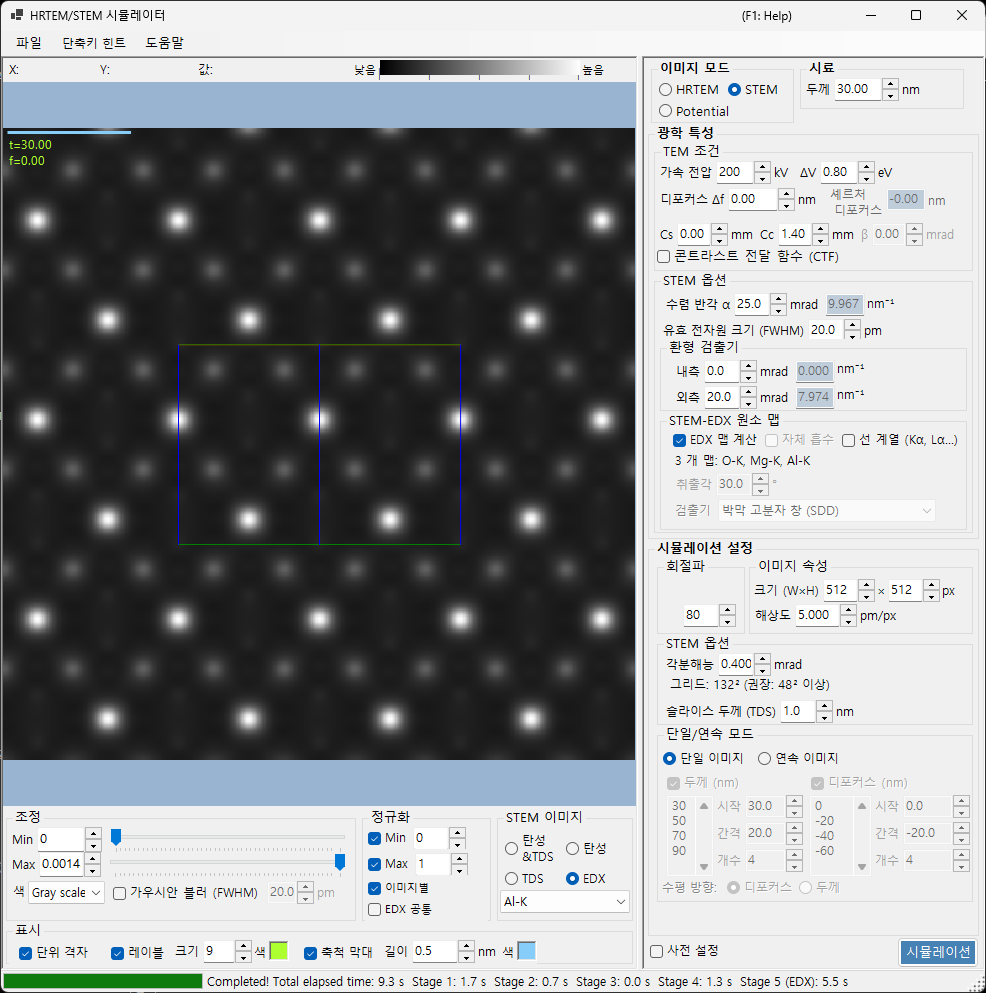 HRTEM/STEM 시뮬레이터 (F1: Help)
파일 단축키 힌트 도움말
X: Y: 값: 낮음 높음
t=30.00
f=0.00
이미지 모드
HRTEM STEM
Potential
시료
두께 30.00 nm
광학 특성
TEM 조건
가속 전압 200 kV ΔV 0.80 eV
디포커스 Δf 0.00 nm 셰르처 디포커스 -0.00 nm
Cs 0.00 mm Cc 1.40 mm β 0.00 mrad
콘트라스트 전달 함수 (CTF)
STEM 옵션
수렴 반각 α 25.0 mrad 9.967 nm⁻¹
유효 전자원 크기 (FWHM) 20.0 pm
환형 검출기
내측 0.0 mrad 0.000 nm⁻¹
외측 20.0 mrad 7.974 nm⁻¹
STEM-EDX 원소 맵
EDX 맵 계산 자체 흡수 선 계열 (Kα, Lα...)
3 개 맵: O-K, Mg-K, Al-K
취출각 30.0 °
검출기 박막 고분자 창 (SDD)
시뮬레이션 설정
회절파
80
이미지 속성
크기 (W×H) 512 × 512 px
해상도 5.000 pm/px
STEM 옵션
각분해능 0.400 mrad
그리드: 132² (권장: 48² 이상)
슬라이스 두께 (TDS) 1.0 nm
단일/연속 모드
단일 이미지 연속 이미지
두께 (nm)
30
50
70
90
시작 30.0
간격 20.0
개수 4
디포커스 (nm)
0
-20
-40
-60
시작 0.0
간격 -20.0
개수 4
수평 방향: 디포커스 두께
사전 설정 시뮬레이션
조정
Min 0
Max 0.0014
색 Gray scale 가우시안 블러 (FWHM) 20.0 pm
정규화
Min 0
Max 1
이미지별
EDX 공통
STEM 이미지
탄성 &TDS 탄성
TDS EDX
Al-K
표시
단위 격자 레이블 크기 9 색 축척 막대 길이 0.5 nm 색
Completed! Total elapsed time: 9.3 s Stage 1: 1.7 s Stage 2: 0.7 s Stage 3: 0.0 s Stage 4: 1.3 s Stage 5 (EDX): 5.5 s